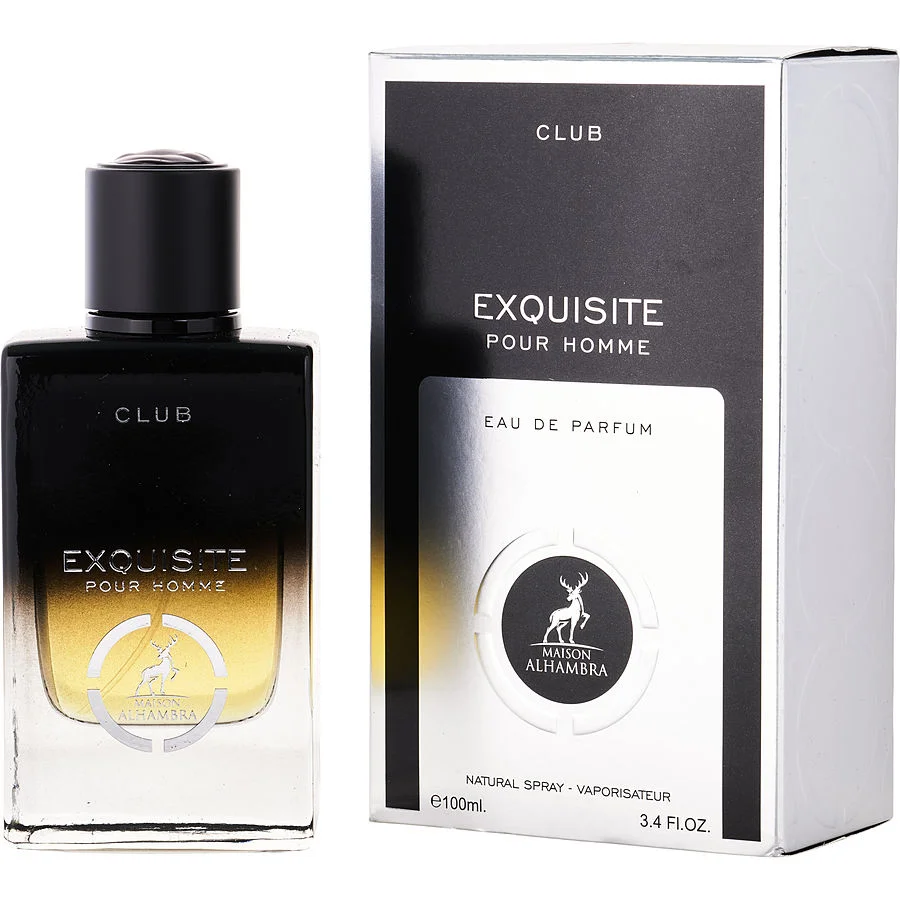 CLUB
EXQUISITE
POUR HOMME
MAISON
ALHAMBRA
CLUB
EXQUISITE
POUR HOMME
EAU DE PARFUM
MAISON
ALHAMBRA
NATURAL SPRAY - VAPORISATEUR
℮100ml.
3.4 Fl.OZ.